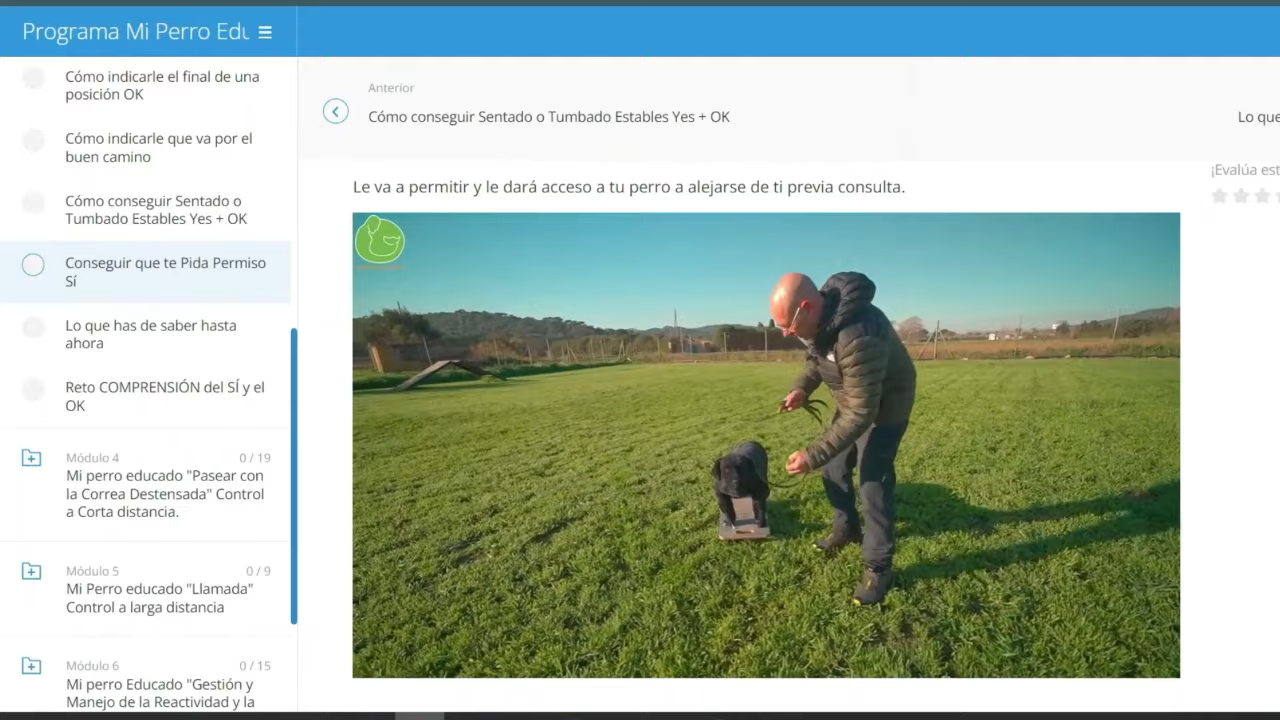 Programa Mi Perro Edu
Cómo indicarle el final de una
posición OK
Cómo indicarle que va por el
buen camino
Cómo conseguir Sentado o
Tumbado Estables Yes + OK
Conseguir que te Pida Permiso
Sí
Lo que has de saber hasta
ahora
Reto COMPRENSIÓN del SÍ y el
OK
Módulo 4 0 / 19
Mi perro educado "Pasear con
la Correa Destensada" Control
a Corta distancia.
Módulo 5 0 / 9
Mi Perro educado "Llamada"
Control a larga distancia
Módulo 6 0 / 15
Mi perro Educado "Gestión y
Manejo de la Reactividad y la
Anterior
Cómo conseguir Sentado o Tumbado Estables Yes + OK
Lo que
¡Evalúa est
Le va a permitir y le dará acceso a tu perro a alejarse de ti previa consulta.